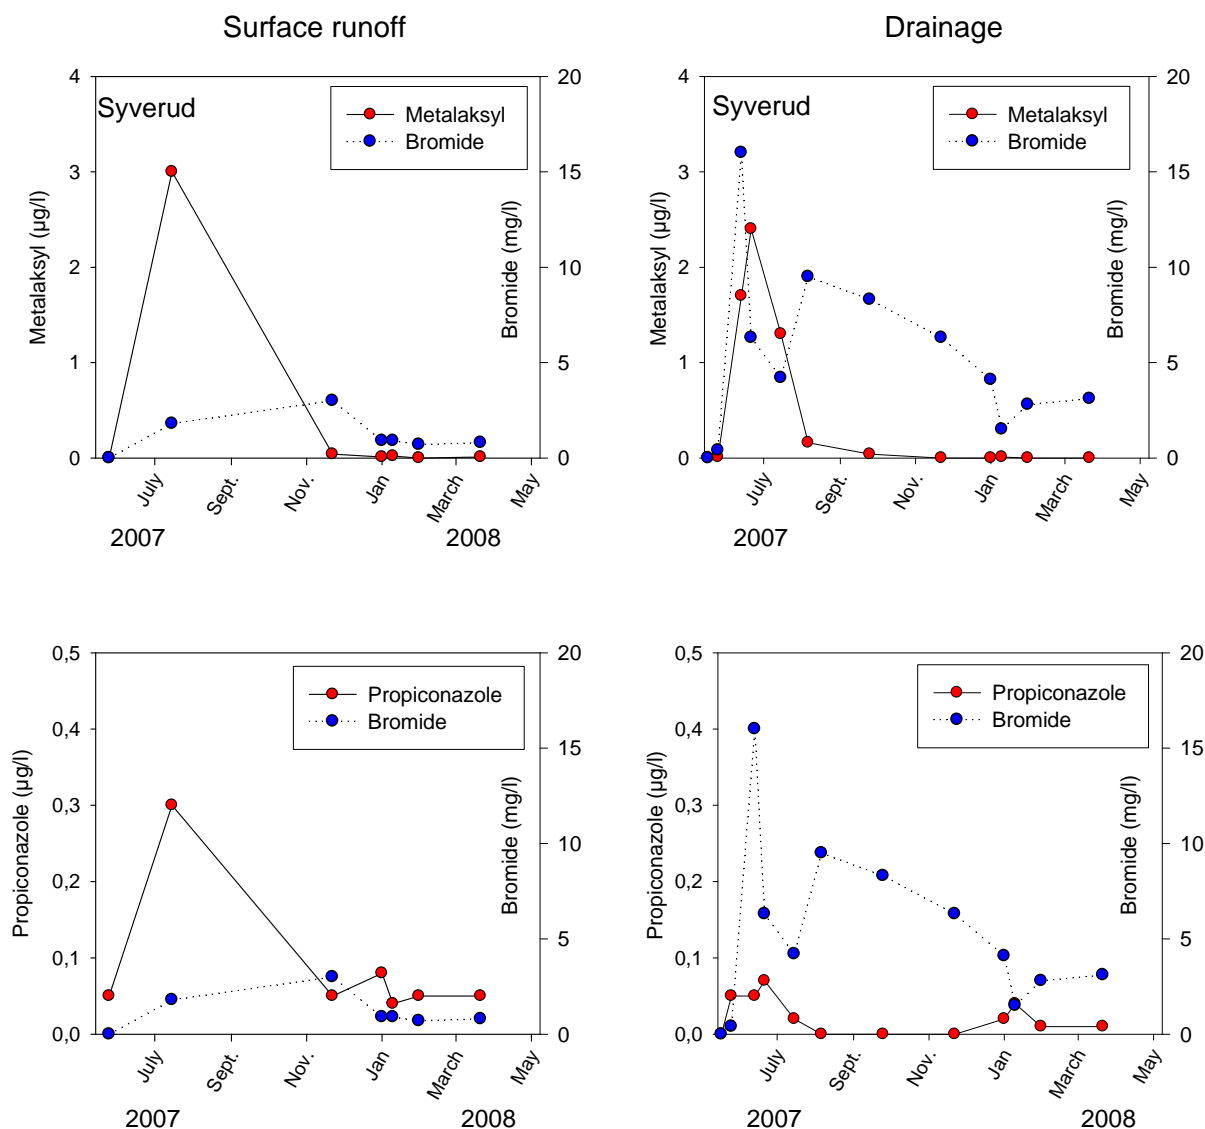 Surface runoff
Drainage
Syverud
Metalaksyl
Bromide
Metalaksyl (µg/l)
4
3
2
1
0
Bromide (mg/l)
20
15
10
5
0
July
Sept.
Nov.
Jan
March
May
2007
2008
Syverud
Metalaksyl
Bromide
Metalaksyl (µg/l)
4
3
2
1
0
Bromide (mg/l)
20
15
10
5
0
July
Sept.
Nov.
Jan
March
May
2007
Propiconazole
Bromide
Propiconazole (µg/l)
0,5
0,4
0,3
0,2
0,1
0,0
Bromide (mg/l)
20
15
10
5
0
July
Sept.
Nov.
Jan
March
May
2007
2008
Propiconazole
Bromide
Propiconazole (µg/l)
0,5
0,4
0,3
0,2
0,1
0,0
Bromide (mg/l)
20
15
10
5
0
July
Sept.
Nov.
Jan
March
May
2007
2008